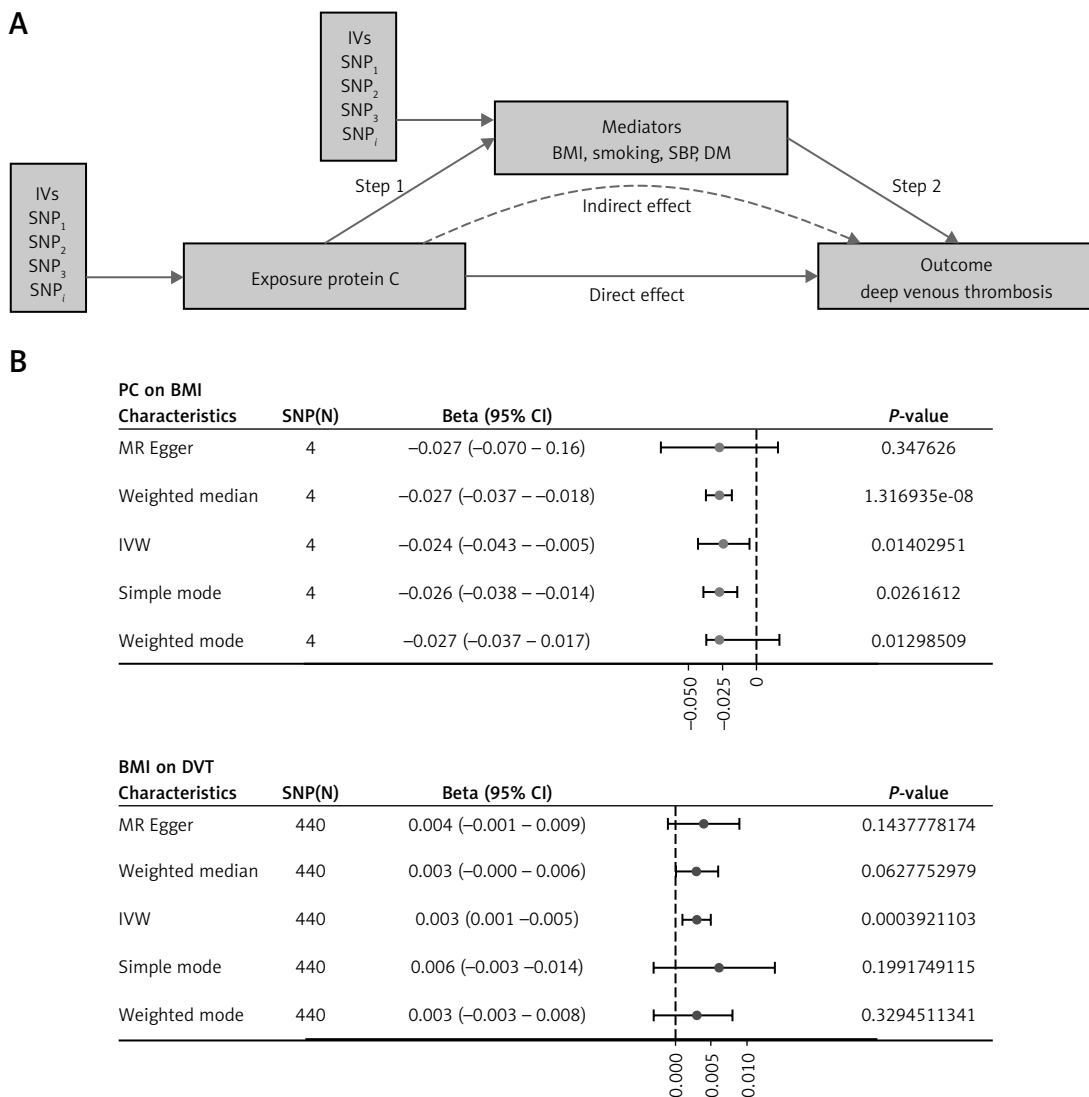 A
IVs
SNP1
SNP2
SNP3
SNPi
Mediators
BMI, smoking, SBP, DM
IVs
SNP1
SNP2
SNP3
SNPi
Step 1
Step 2
Indirect effect
Exposure protein C
Direct effect
Outcome
deep venous thrombosis
B
PC on BMI
Characteristics SNP(N) Beta (95% CI) P-value
MR Egger 4 −0.027 (−0.070 – 0.16) 0.347626
Weighted median 4 −0.027 (−0.037 – −0.018) 1.316935e-08
IVW 4 −0.024 (−0.043 – −0.005) 0.01402951
Simple mode 4 −0.026 (−0.038 – −0.014) 0.0261612
Weighted mode 4 −0.027 (−0.037 – 0.017) 0.01298509
−0.050 −0.025 0
BMI on DVT
Characteristics SNP(N) Beta (95% CI) P-value
MR Egger 440 0.004 (−0.001 – 0.009) 0.1437778174
Weighted median 440 0.003 (−0.000 – 0.006) 0.0627752979
IVW 440 0.003 (0.001 –0.005) 0.0003921103
Simple mode 440 0.006 (−0.003 –0.014) 0.1991749115
Weighted mode 440 0.003 (−0.003 – 0.008) 0.3294511341
0.000 0.005 0.010